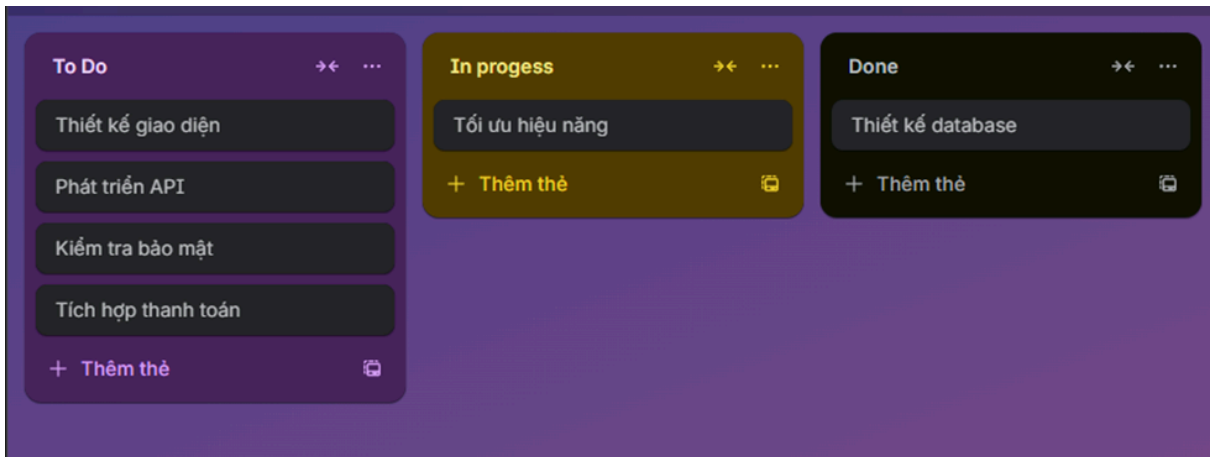 To Do
Thiết kế giao diện
Phát triển API
Kiểm tra bảo mật
Tích hợp thanh toán
+ Thêm thẻ
In progess
Tối ưu hiệu năng
+ Thêm thẻ
Done
Thiết kế database
+ Thêm thẻ